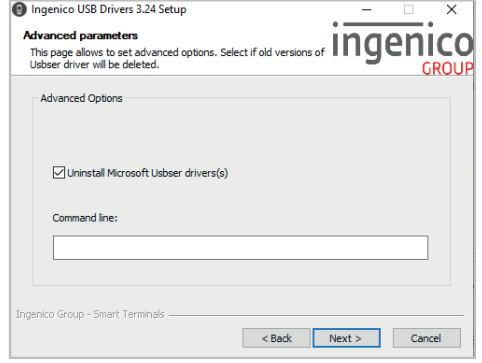 Ingenico USB Drivers 3.24 Setup
Advanced parameters
This page allows to set advanced options. Select if old versions of
Usbser driver will be deleted.
ingenico
GROUP
Advanced Options
Uninstall Microsoft Usbser drivers(s)
Command line:
Ingenico Group - Smart Terminals
< Back
Next >
Cancel